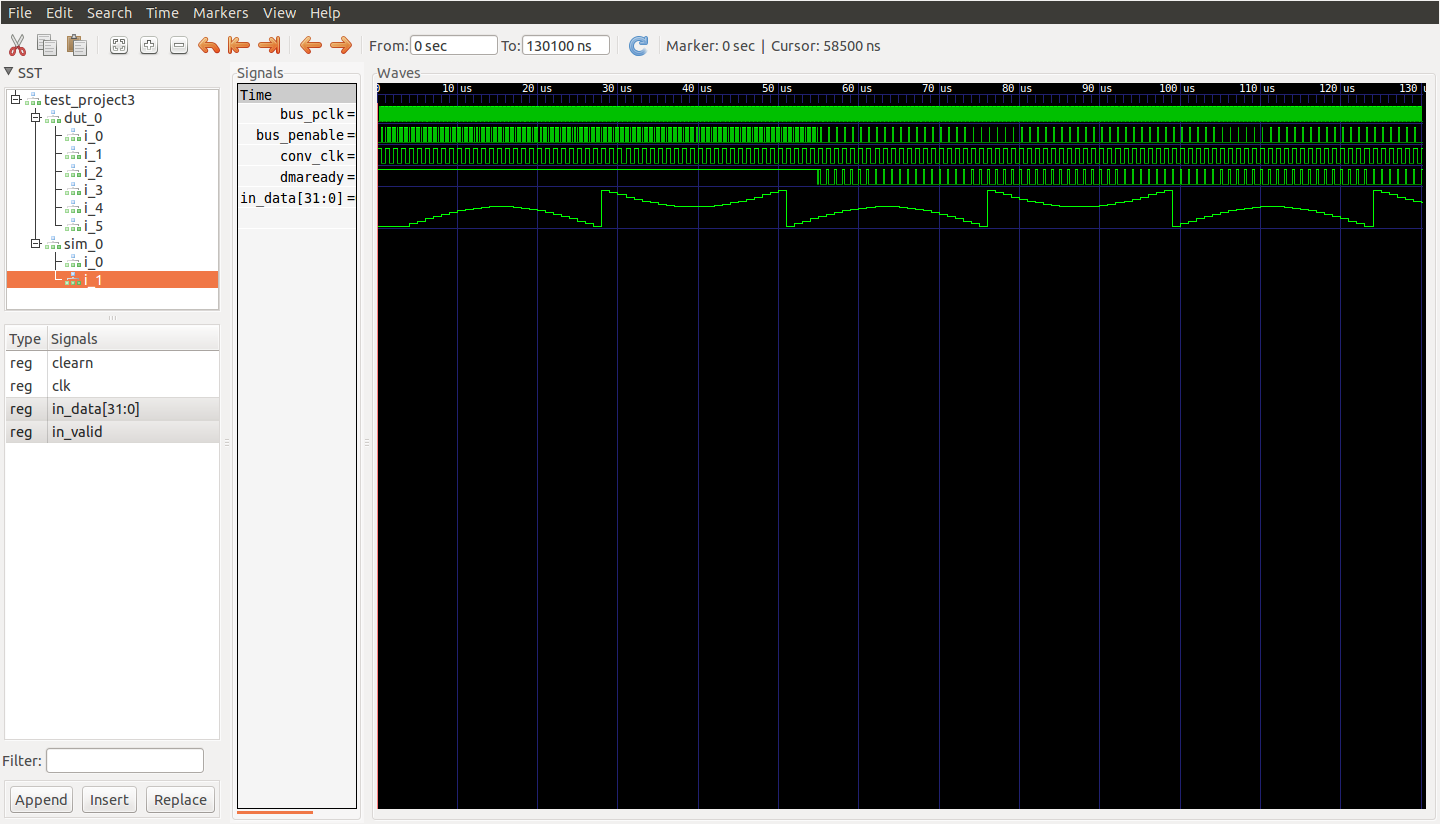 File Edit Search Time Markers View Help
From: 0 sec To: 130100 ns Marker: 0 sec | Cursor: 58500 ns
SST
test_project3
dut_0
i_0
i_1
i_2
i_3
i_4
i_5
sim_0
i_0
i_1
Type Signals
reg clearn
reg clk
reg in_data[31:0]
reg in_valid
Filter:
Append Insert Replace
Signals
Time
bus_pclk =
bus_penable =
conv_clk =
dmaready =
in_data[31:0] =
Waves
0 10 us 20 us 30 us 40 us 50 us 60 us 70 us 80 us 90 us 100 us 110 us 120 us 130 u